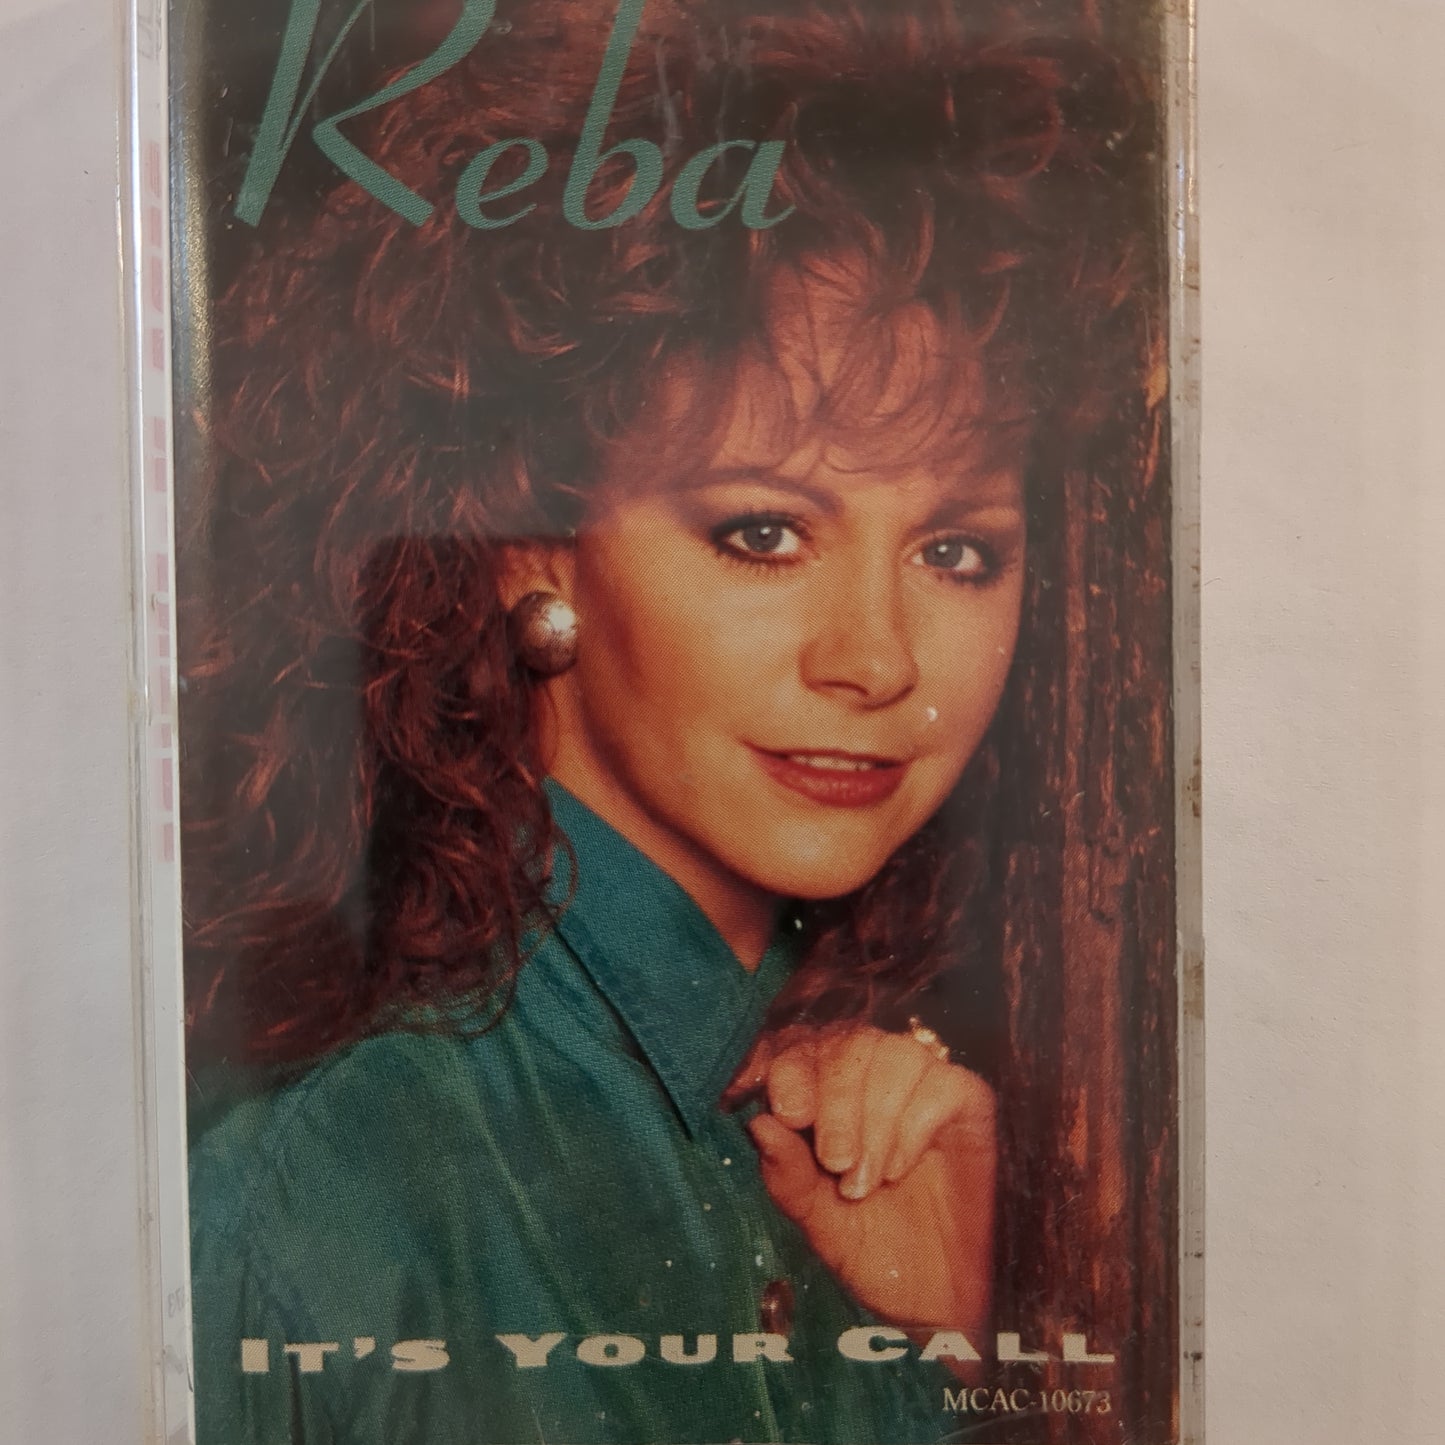 Reba
IT'S YOUR CALL
MCAC-10673